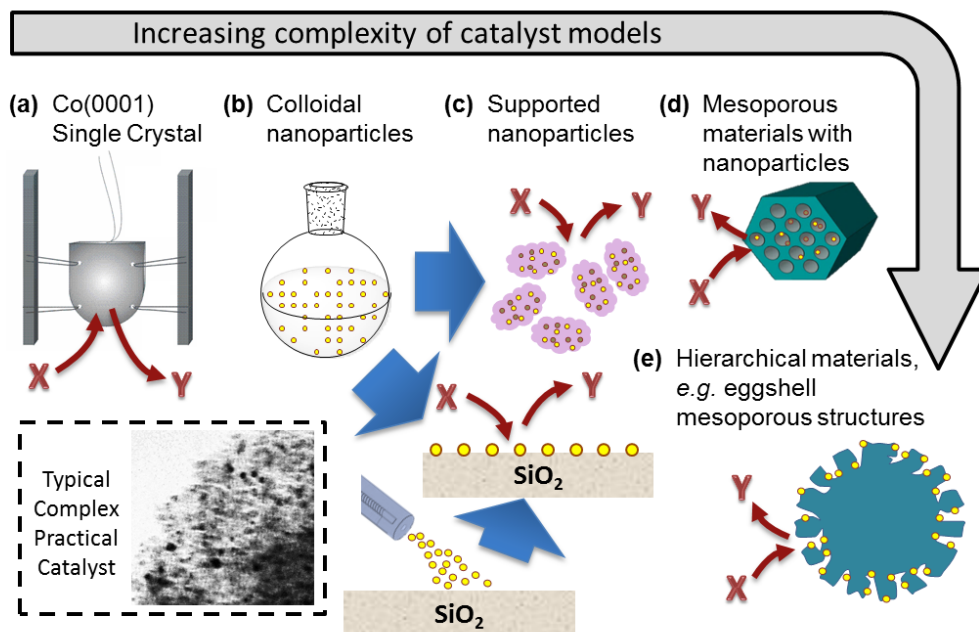 Increasing complexity of catalyst models
(a) Co(0001)
Single Crystal
(b) Colloidal
nanoparticles
(c) Supported
nanoparticles
(d) Mesoporous
materials with
nanoparticles
X
Y
X
Y
Y
X
X
Y
SiO₂
SiO₂
(e) Hierarchical materials,
e.g. eggshell
mesoporous structures
Y
X
Typical
Complex
Practical
Catalyst